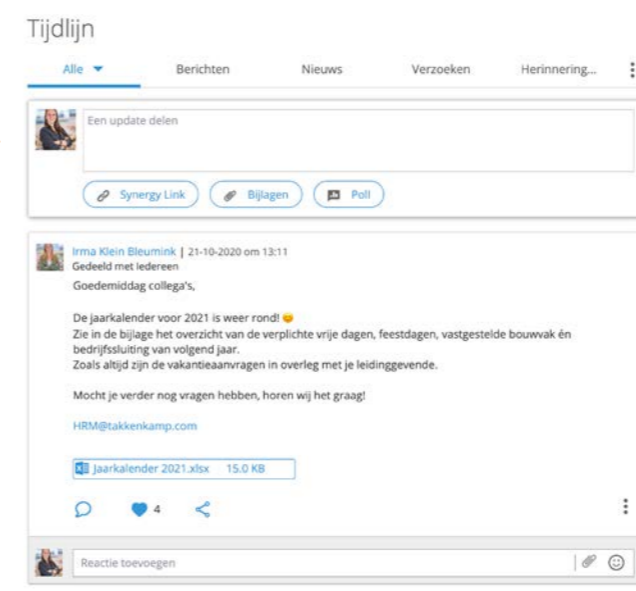 Tijdlijn
Alle
Berichten
Nieuws
Verzoeken
Herinnering...
Een update delen
Synergy Link
Bijlagen
Poll
Irma Klein Bleumink | 21-10-2020 om 13:11
Gedeeld met Iedereen
Goedemiddag collega's,
De jaarkalender voor 2021 is weer rond! 😊
Zie in de bijlage het overzicht van de verplichte vrije dagen, feestdagen, vastgestelde bouwvak én
bedrijfssluiting van volgend jaar.
Zoals altijd zijn de vakantieaanvragen in overleg met je leidinggevende.
Mocht je verder nog vragen hebben, horen wij het graag!
HRM@takkenkamp.com
Jaarkalender 2021.xlsx 15.0 KB
4
Reactie toevoegen